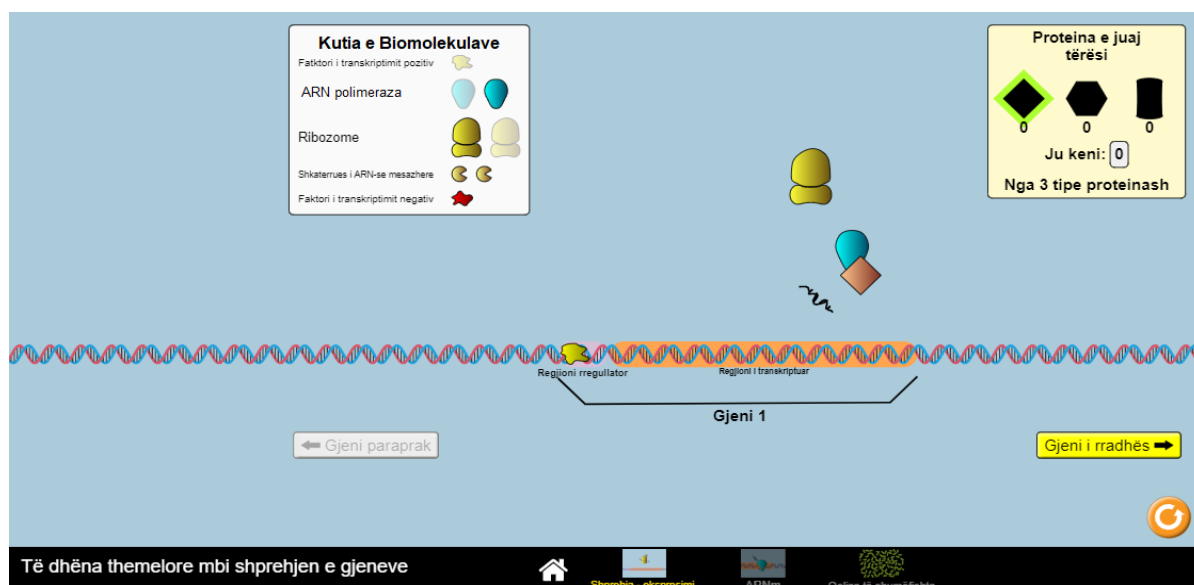 Kutia e Biomolekulave
Fatktori i transkriptimit pozitiv
ARN polimeraza
Ribozome
Shkaterrues i ARN-se mesazhere
Faktori i transkriptimit negativ
Proteina e juaj
tërësi
0 0 0
Ju keni: 0
Nga 3 tipe proteinash
Regjioni rregullator
Regjioni i transkriptuar
Gjeni 1
Gjeni paraprak
Gjeni i rradhës
Të dhëna themelore mbi shprehjen e gjeneve
Shprehja - ekspresimi
ARNm